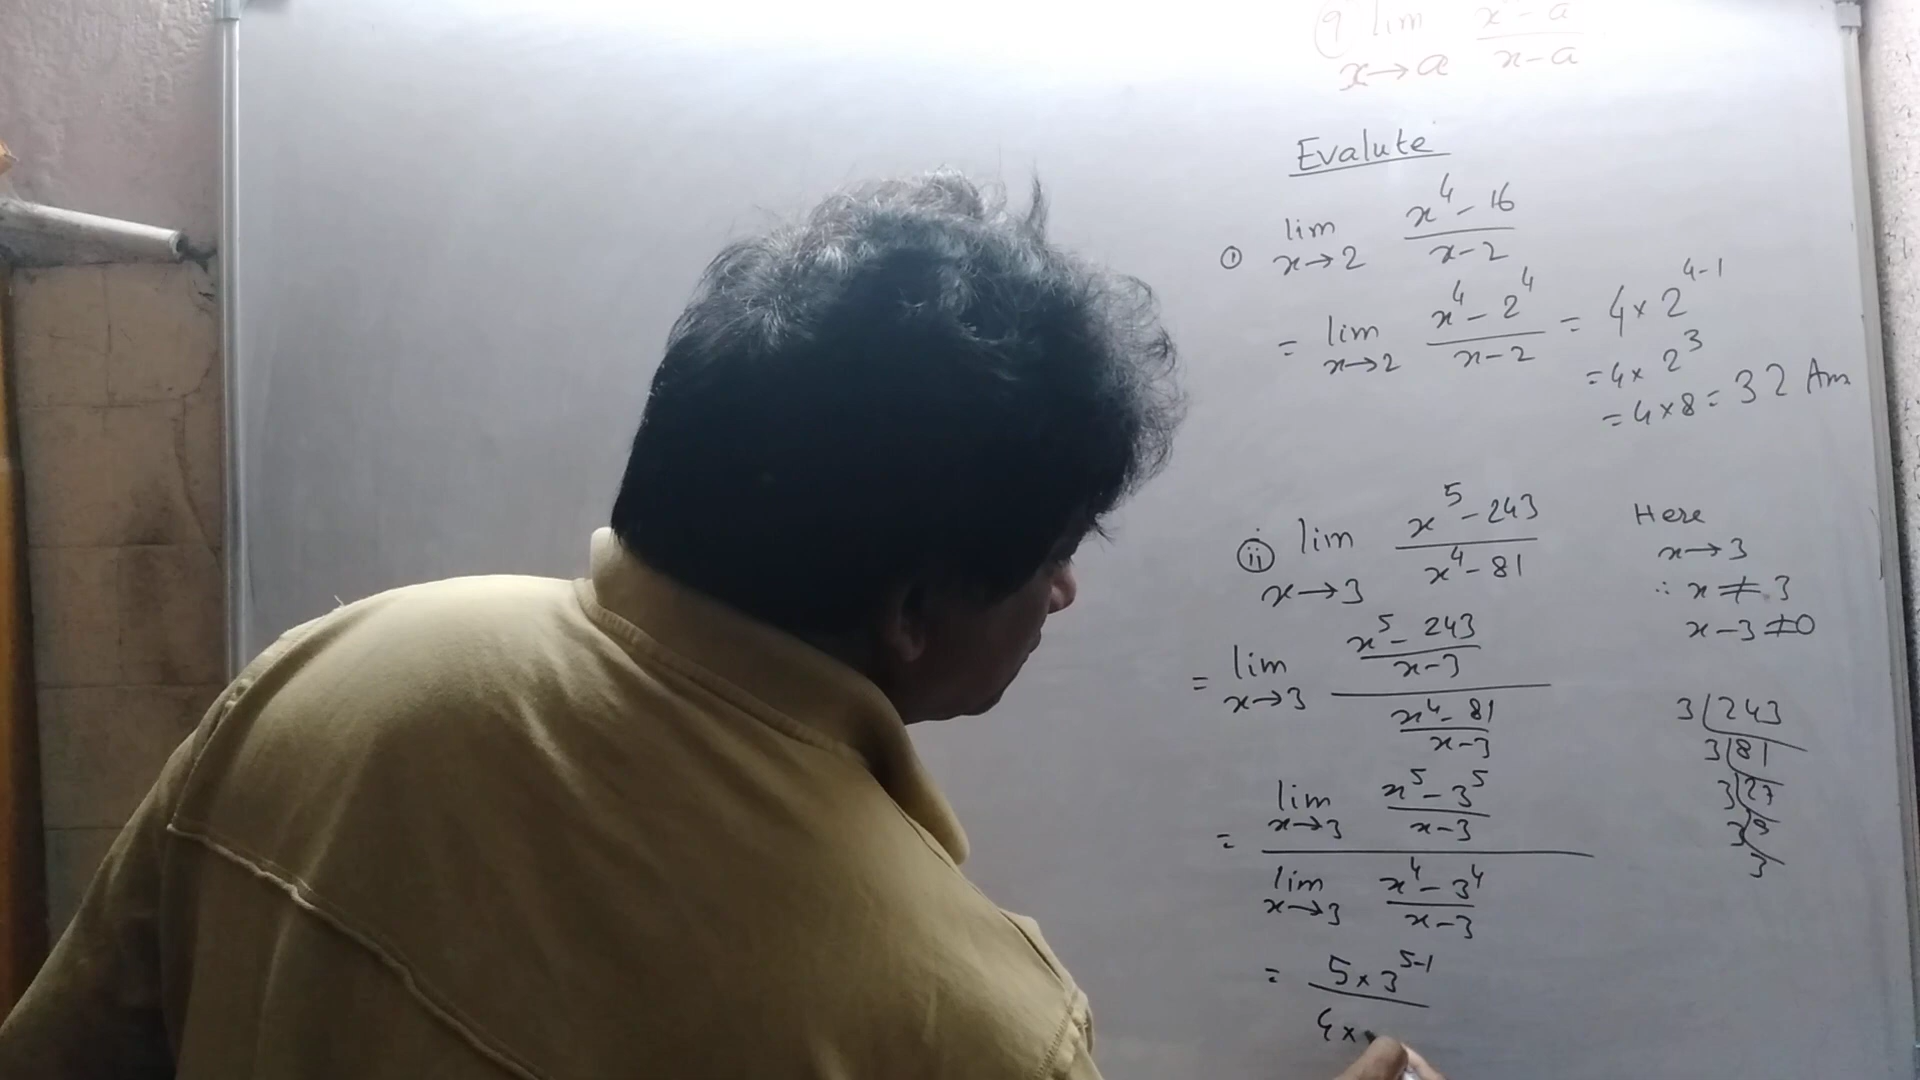 lim x→a x - a / x-a
Evalute
① lim x→2 x⁴-16 / x-2
= lim x→2 x⁴-2⁴ / x-2 = 4×2⁴⁻¹
= 4×2³
= 4×8 = 32 Ans
ⓘⓘ lim x→3 x⁵-243 / x⁴-81
Here
x→3
∴ x≠3
x-3≠0
= lim x→3 (x⁵-243 / x-3) / (x⁴-81 / x-3)
3 | 243
3 | 81
3 | 27
3 | 9
3
= (lim x→3 x⁵-3⁵ / x-3) / (lim x→3 x⁴-3⁴ / x-3)
= 5×3⁵⁻¹ / 4×